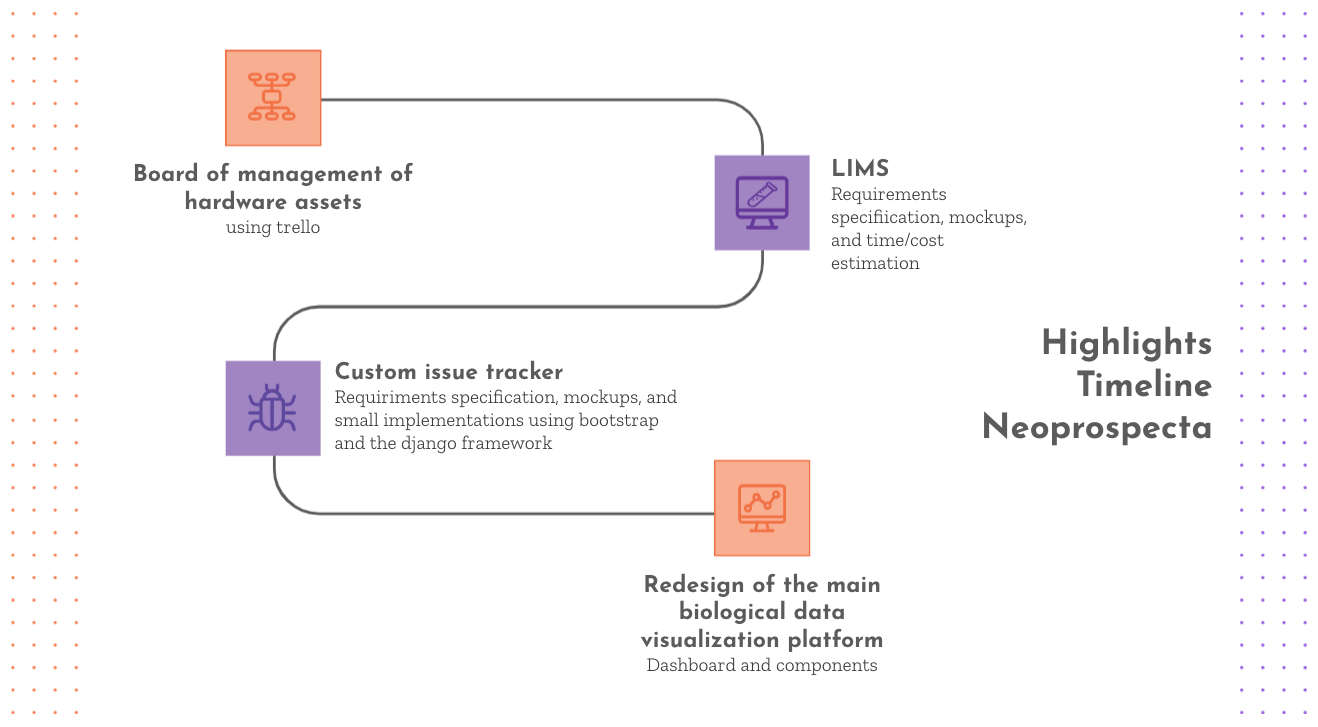 Board of management of
hardware assets
using trello
LIMS
Requirements
specifiication, mockups,
and time/cost
estimation
Custom issue tracker
Requiriments specification, mockups, and
small implementations using bootstrap
and the django framework
Highlights
Timeline
Neoprospecta
Redesign of the main
biological data
visualization platform
Dashboard and components